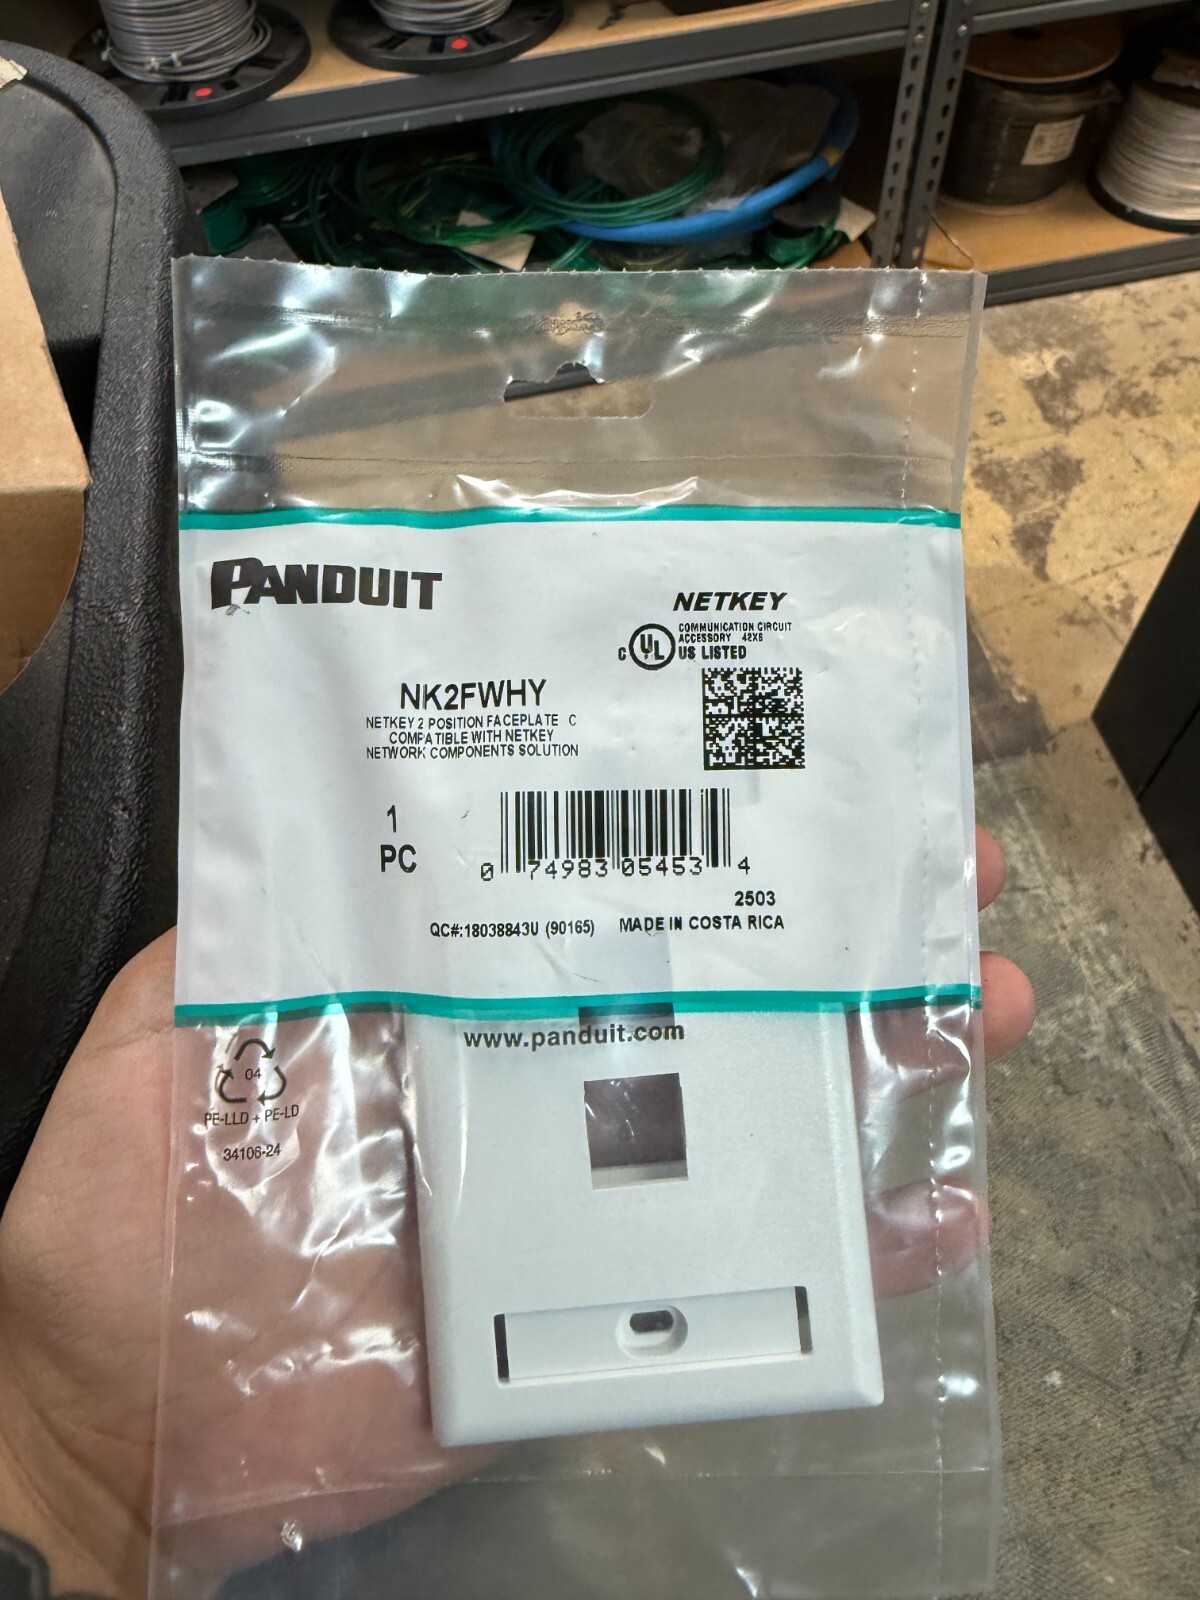 PANDUIT
NETKEY
COMMUNICATION CIRCUIT
ACCESSORY 42X6
C UL US LISTED
NK2FWHY
NETKEY 2 POSITION FACEPLATE C
COMPATIBLE WITH NETKEY
NETWORK COMPONENTS SOLUTION
1
PC
0 74983 05453 4
2503
QC#:18038843U (90165) MADE IN COSTA RICA
www.panduit.com
04
PE-LLD + PE-LD
34106-24